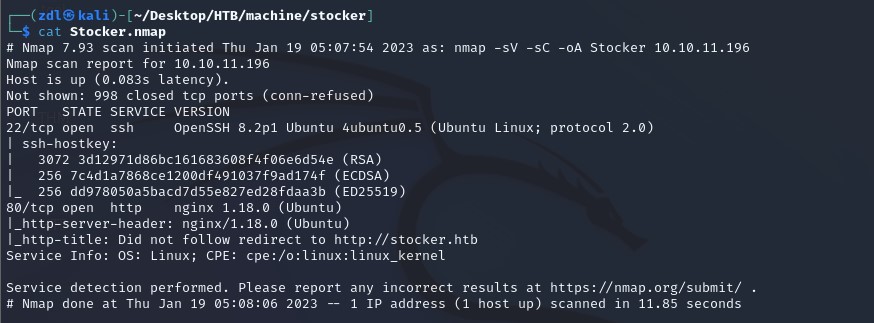 ┌──(zdl㉿kali)-[~/Desktop/HTB/machine/stocker]
└─$ cat Stocker.nmap
# Nmap 7.93 scan initiated Thu Jan 19 05:07:54 2023 as: nmap -sV -sC -oA Stocker 10.10.11.196
Nmap scan report for 10.10.11.196
Host is up (0.083s latency).
Not shown: 998 closed tcp ports (conn-refused)
PORT   STATE SERVICE VERSION
22/tcp open  ssh     OpenSSH 8.2p1 Ubuntu 4ubuntu0.5 (Ubuntu Linux; protocol 2.0)
| ssh-hostkey:
|   3072 3d12971d86bc161683608f4f06e6d54e (RSA)
|   256 7c4d1a7868ce1200df491037f9ad174f (ECDSA)
|_  256 dd978050a5bacd7d55e827ed28fdaa3b (ED25519)
80/tcp open  http    nginx 1.18.0 (Ubuntu)
|_http-server-header: nginx/1.18.0 (Ubuntu)
|_http-title: Did not follow redirect to http://stocker.htb
Service Info: OS: Linux; CPE: cpe:/o:linux:linux_kernel

Service detection performed. Please report any incorrect results at https://nmap.org/submit/ .
# Nmap done at Thu Jan 19 05:08:06 2023 -- 1 IP address (1 host up) scanned in 11.85 seconds